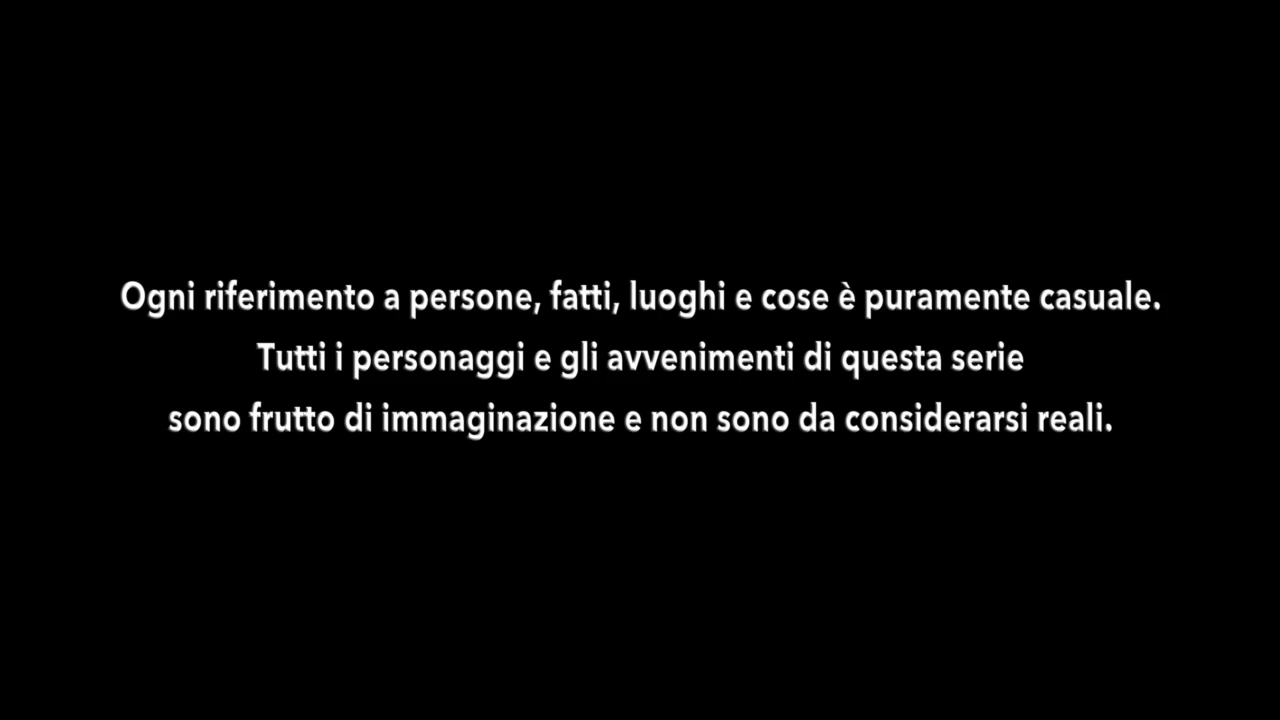 Ogni riferimento a persone, fatti, luoghi e cose è puramente casuale.
Tutti i personaggi e gli avvenimenti di questa serie
sono frutto di immaginazione e non sono da considerarsi reali.